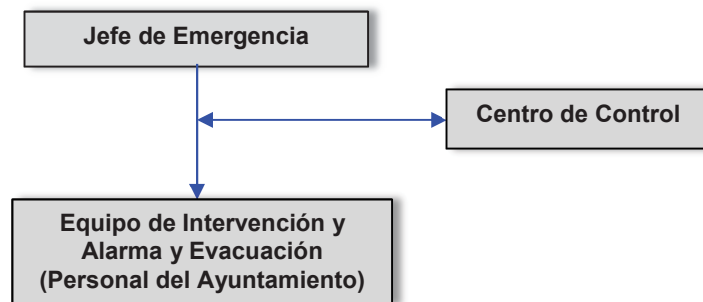 Jefe de Emergencia
Centro de Control
Equipo de Intervención y
Alarma y Evacuación
(Personal del Ayuntamiento)